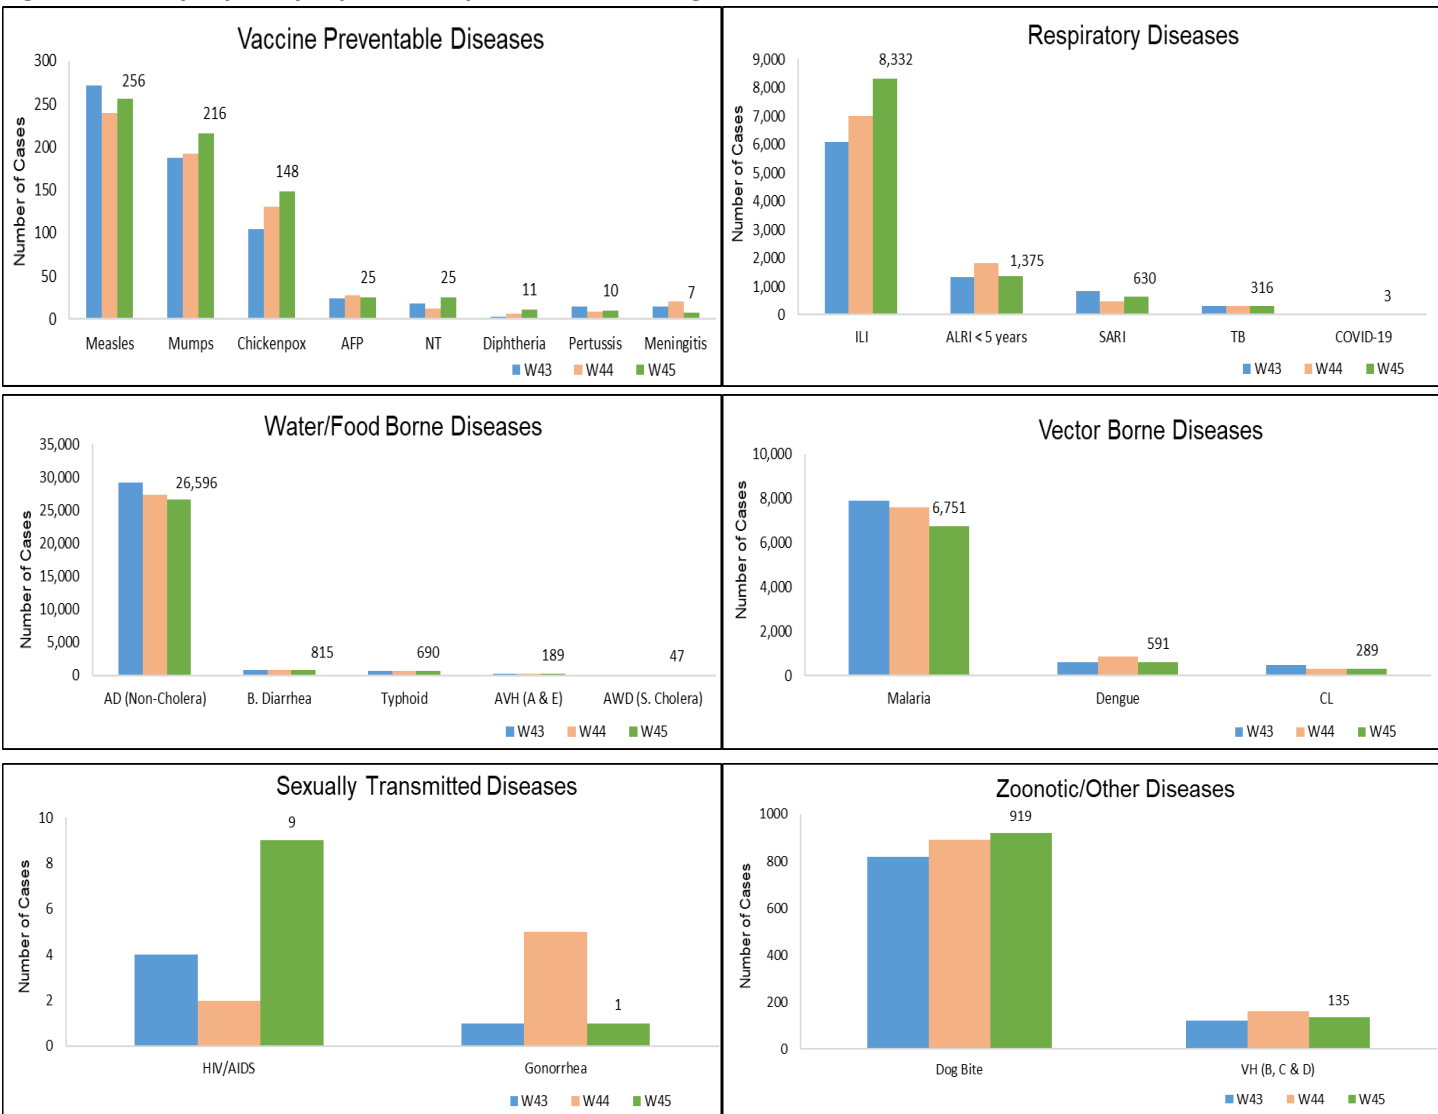 Vaccine Preventable Diseases
Number of Cases
300
250
200
150
100
50
0
256
216
148
25
25
11
10
7
Measles
Mumps
Chickenpox
AFP
NT
Diphtheria
Pertussis
Meningitis
W43
W44
W45
Respiratory Diseases
Number of Cases
9,000
8,000
7,000
6,000
5,000
4,000
3,000
2,000
1,000
0
8,332
1,375
630
316
3
ILI
ALRI < 5 years
SARI
TB
COVID-19
W43
W44
W45
Water/Food Borne Diseases
Number of Cases
35,000
30,000
25,000
20,000
15,000
10,000
5,000
0
26,596
815
690
189
47
AD (Non-Cholera)
B. Diarrhea
Typhoid
AVH (A & E)
AWD (S. Cholera)
W43
W44
W45
Vector Borne Diseases
Number of Cases
10,000
8,000
6,000
4,000
2,000
0
6,751
591
289
Malaria
Dengue
CL
W43
W44
W45
Sexually Transmitted Diseases
Number of Cases
10
8
6
4
2
0
9
1
HIV/AIDS
Gonorrhea
W43
W44
W45
Zoonotic/Other Diseases
Number of Cases
1000
800
600
400
200
0
919
135
Dog Bite
VH (B, C & D)
W43
W44
W45